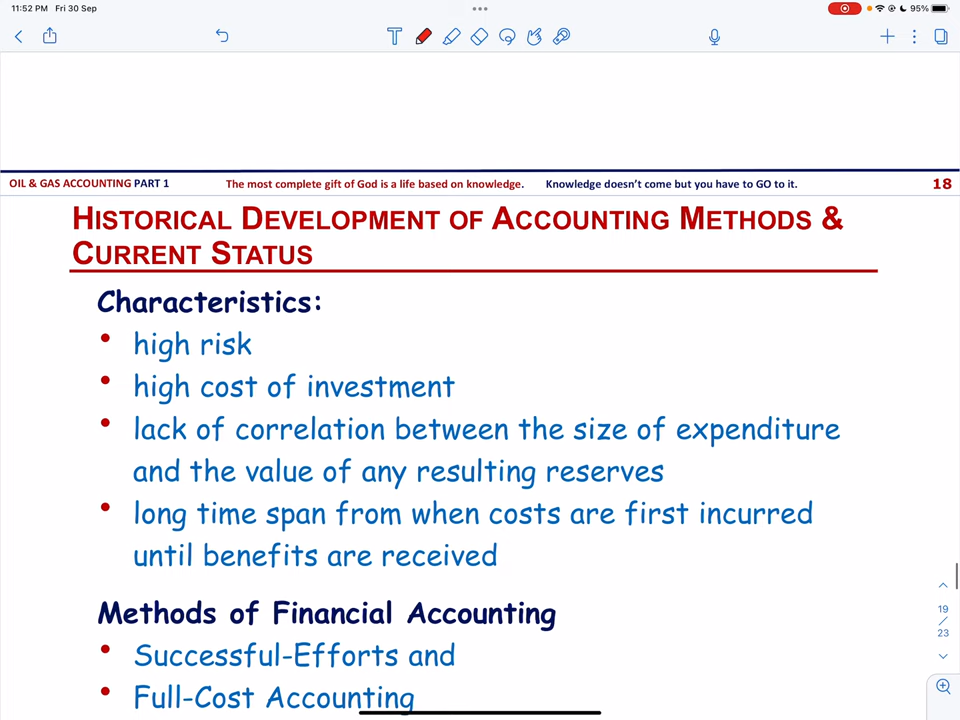 11:52 PM Fri 30 Sep
95%
OIL & GAS ACCOUNTING PART 1 The most complete gift of God is a life based on knowledge. Knowledge doesn't come but you have to GO to it. 18
HISTORICAL DEVELOPMENT OF ACCOUNTING METHODS &
CURRENT STATUS
Characteristics:
• high risk
• high cost of investment
• lack of correlation between the size of expenditure
and the value of any resulting reserves
• long time span from when costs are first incurred
until benefits are received
Methods of Financial Accounting
• Successful-Efforts and
• Full-Cost Accounting
19
/
23